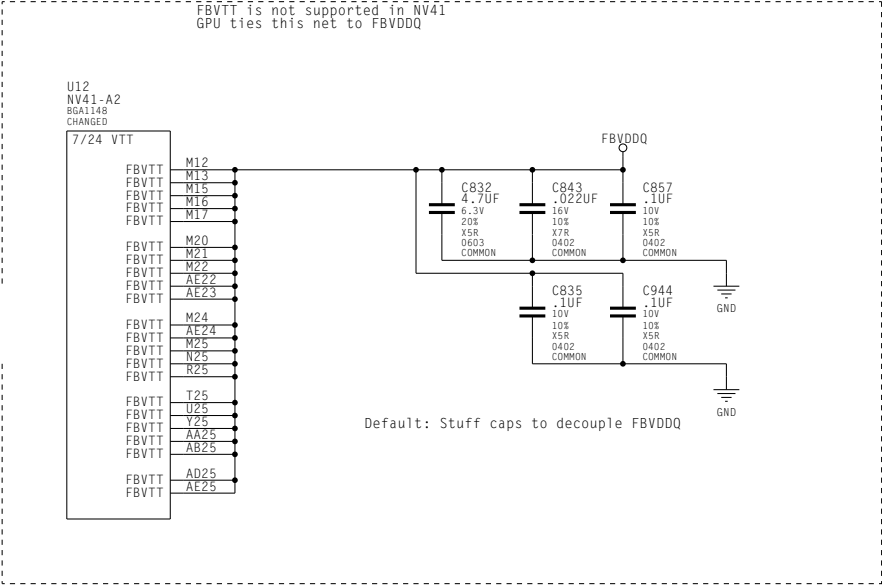 FBVTT is not supported in NV41
GPU ties this net to FBVDDQ
U12
NV41-A2
BGA1148
CHANGED
7/24 VTT
FBVTT M12
FBVTT M13
FBVTT M15
FBVTT M16
FBVTT M17
FBVTT M20
FBVTT M21
FBVTT M22
FBVTT AE22
FBVTT AE23
FBVTT M24
FBVTT AE24
FBVTT M25
FBVTT N25
FBVTT R25
FBVTT T25
FBVTT U25
FBVTT Y25
FBVTT AA25
FBVTT AB25
FBVTT AD25
FBVTT AE25
FBVDDQ
C832
4.7UF
6.3V
20%
X5R
0603
COMMON
C843
.022UF
16V
10%
X7R
0402
COMMON
C857
.1UF
10V
10%
X5R
0402
COMMON
GND
C835
.1UF
10V
10%
X5R
0402
COMMON
C944
.1UF
10V
10%
X5R
0402
COMMON
GND
Default: Stuff caps to decouple FBVDDQ